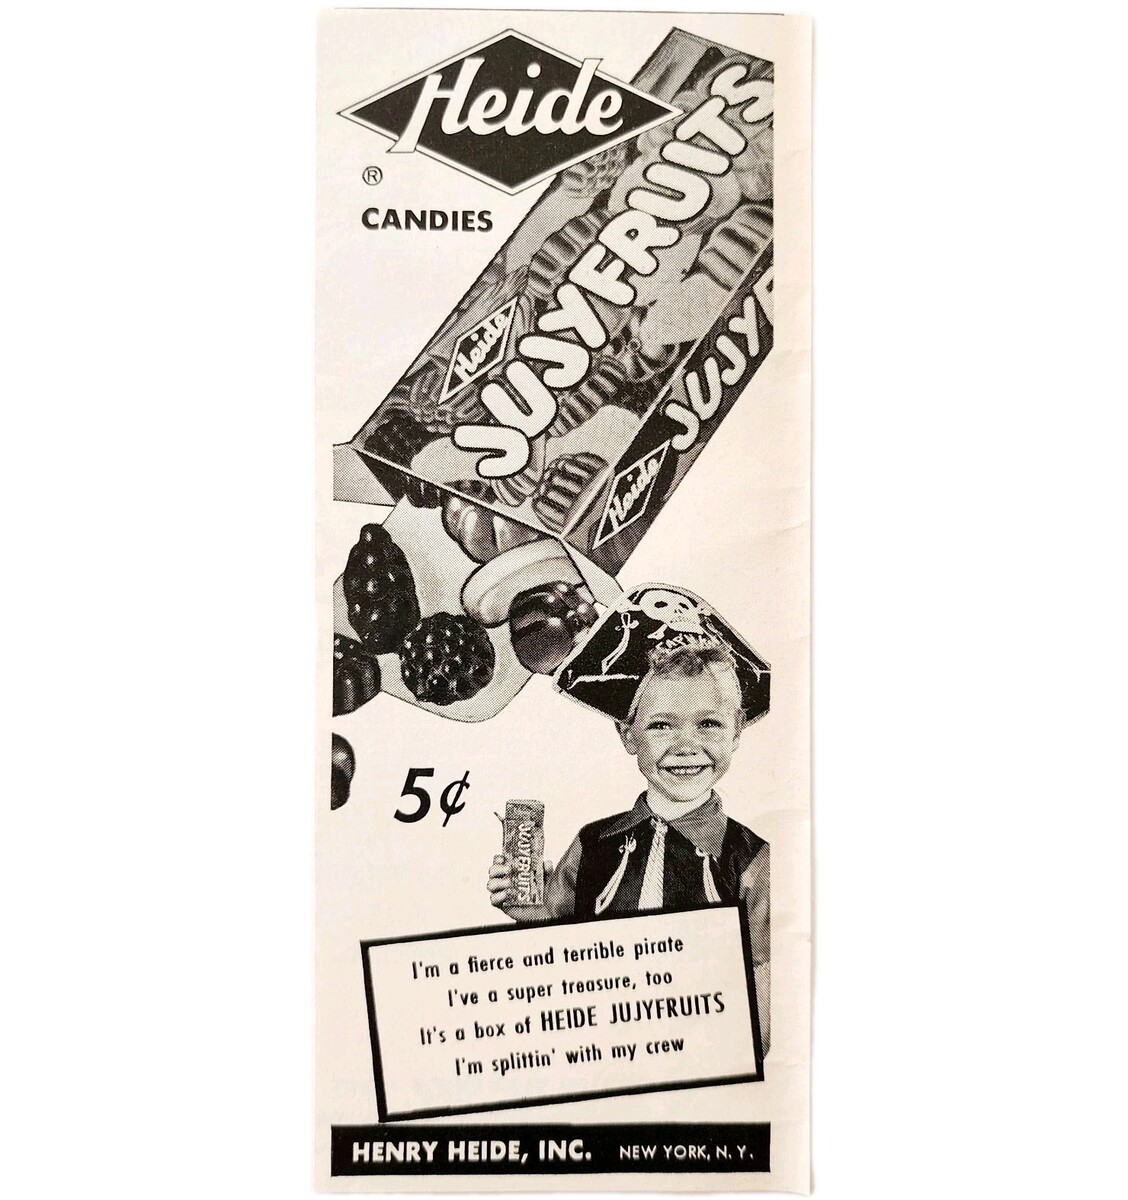 Heide
®
CANDIES
JUJYFRUITS
Heide
JUJYF
Heide
5¢
JUJYFRUITS
I'm a fierce and terrible pirate
I've a super treasure, too
It's a box of HEIDE JUJYFRUITS
I'm splittin' with my crew
HENRY HEIDE, INC. NEW YORK, N. Y.